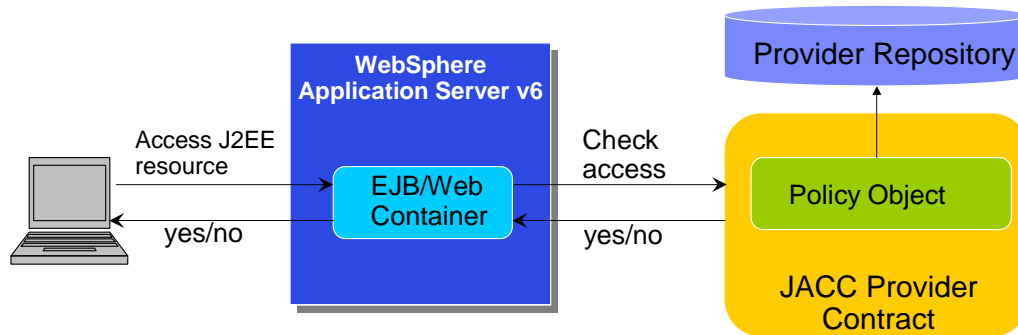 Provider Repository
WebSphere
Application Server v6
Access J2EE
resource
Check
access
EJB/Web
Container
Policy Object
yes/no
yes/no
JACC Provider
Contract